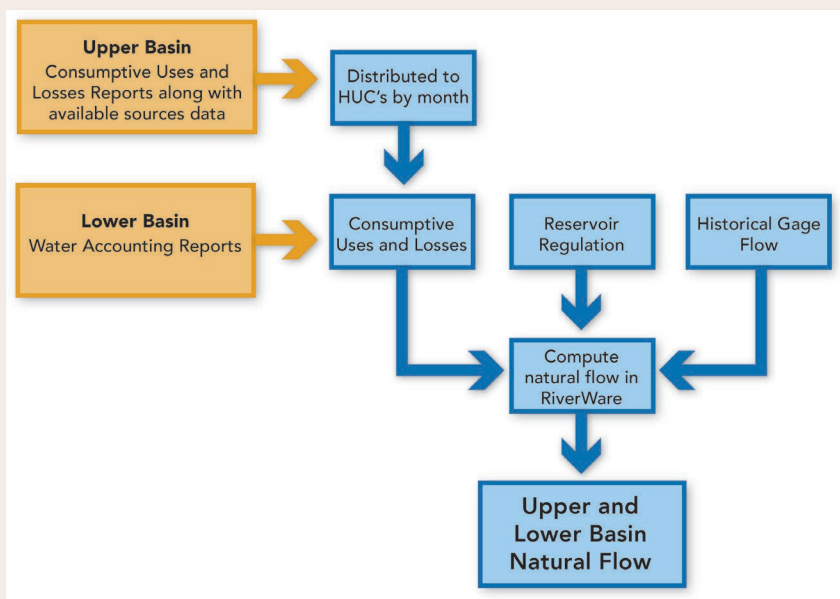 Upper Basin
Consumptive Uses and
Losses Reports along with
available sources data
Distributed to
HUC's by month
Lower Basin
Water Accounting Reports
Consumptive
Uses and Losses
Reservoir
Regulation
Historical Gage
Flow
Compute
natural flow in
RiverWare
Upper and
Lower Basin
Natural Flow